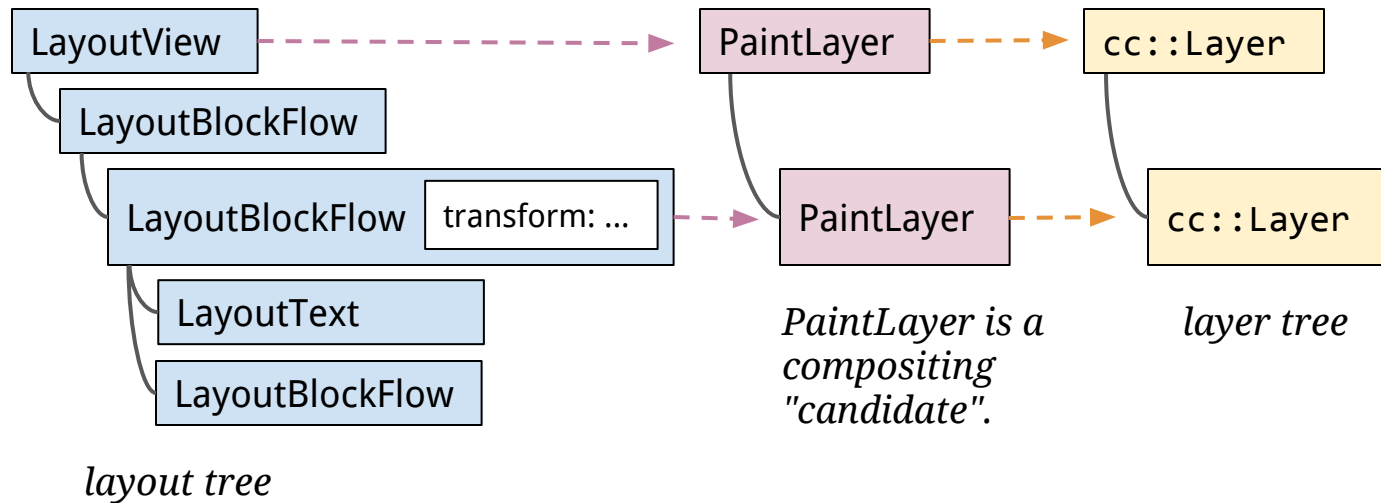 LayoutView
PaintLayer
cc::Layer
LayoutBlockFlow
LayoutBlockFlow
transform: ...
PaintLayer
cc::Layer
LayoutText
LayoutBlockFlow
PaintLayer is a
compositing
"candidate".
layer tree
layout tree